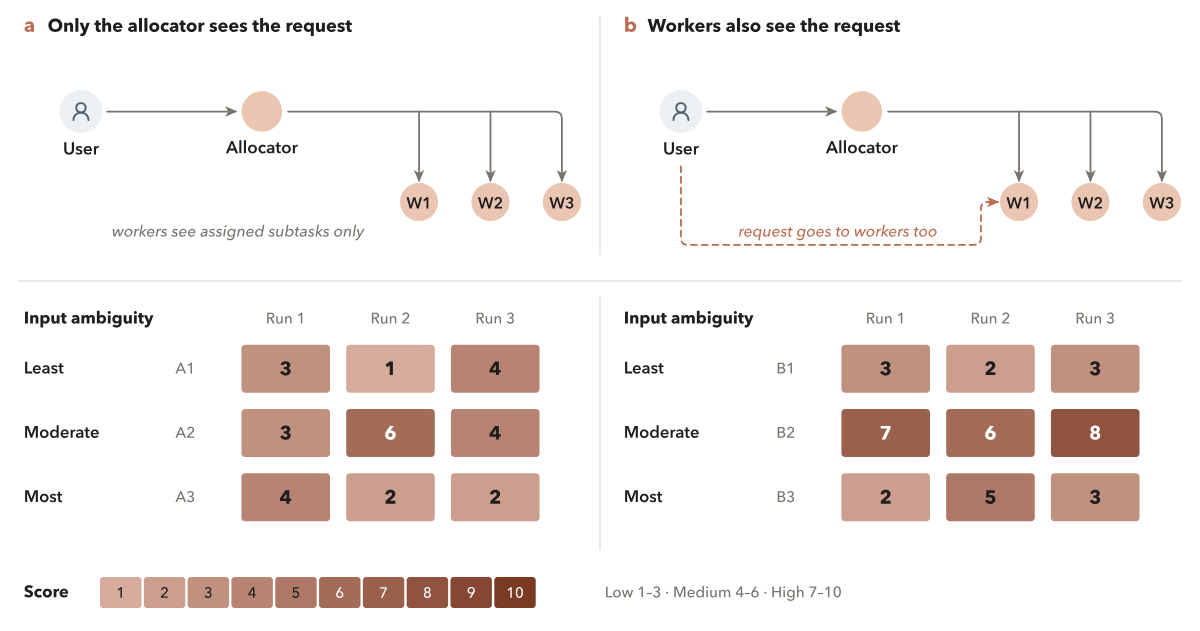 a Only the allocator sees the request
User
Allocator
W1 W2 W3
workers see assigned subtasks only
b Workers also see the request
User
Allocator
W1 W2 W3
request goes to workers too
Input ambiguity Run 1 Run 2 Run 3
Least A1 3 1 4
Moderate A2 3 6 4
Most A3 4 2 2
Input ambiguity Run 1 Run 2 Run 3
Least B1 3 2 3
Moderate B2 7 6 8
Most B3 2 5 3
Score 1 2 3 4 5 6 7 8 9 10
Low 1–3 · Medium 4–6 · High 7–10